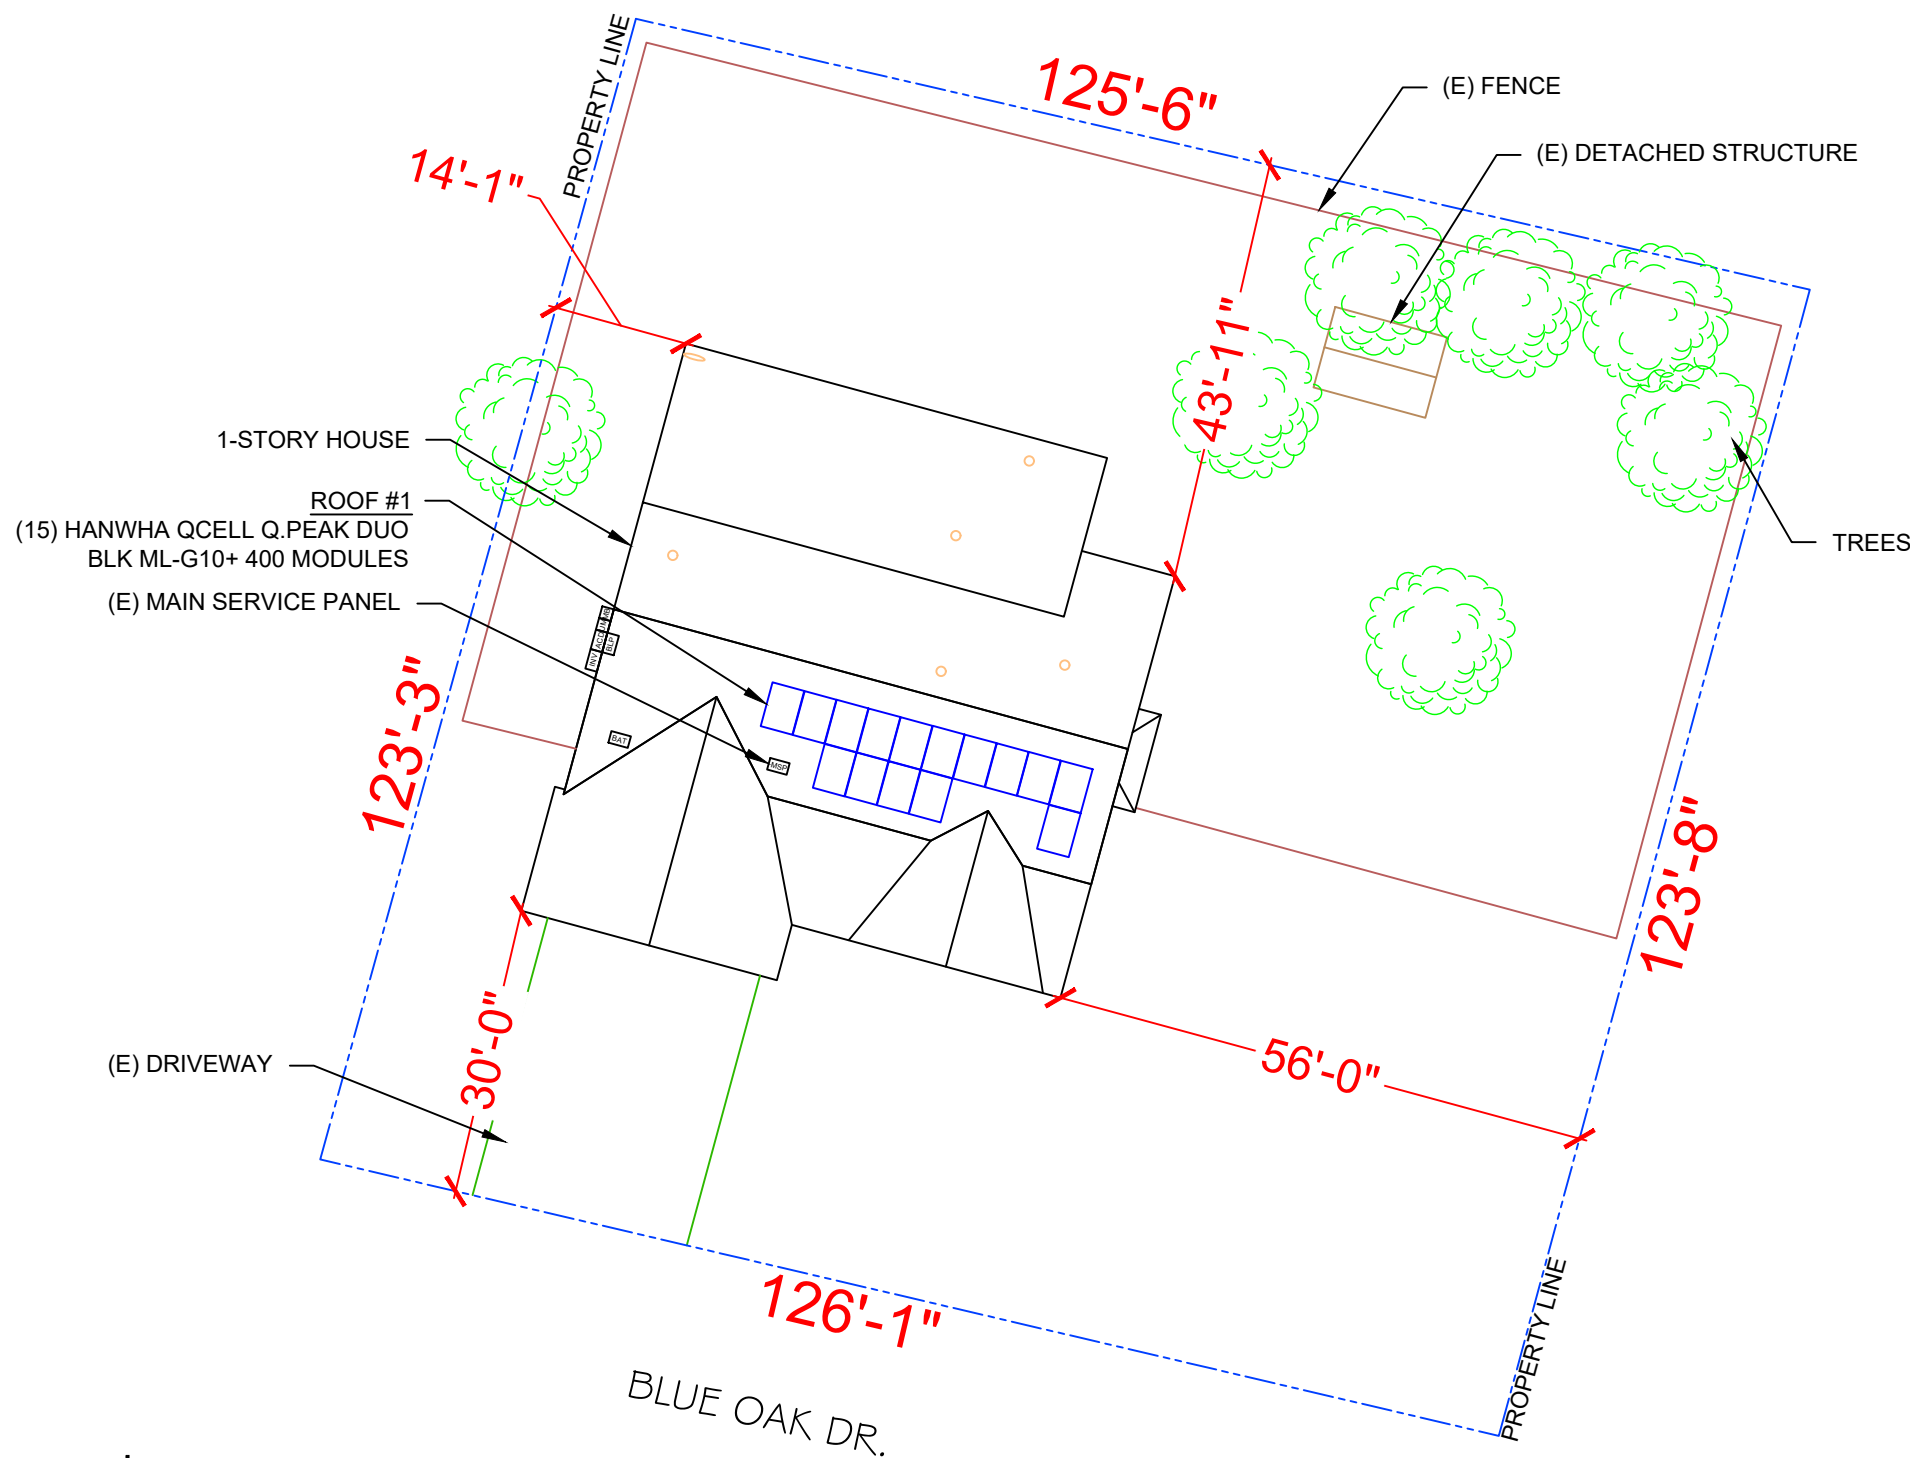 PROPERTY LINE
125'-6"
(E) FENCE
(E) DETACHED STRUCTURE
14'-1"
43'-11"
1-STORY HOUSE
ROOF #1
(15) HANWHA QCELL Q.PEAK DUO
BLK ML-G10+ 400 MODULES
(E) MAIN SERVICE PANEL
TREES
INV
BLP
BAT
MSP
123'-3"
123'-8"
30'-0"
56'-0"
(E) DRIVEWAY
126'-1"
PROPERTY LINE
BLUE OAK DR.